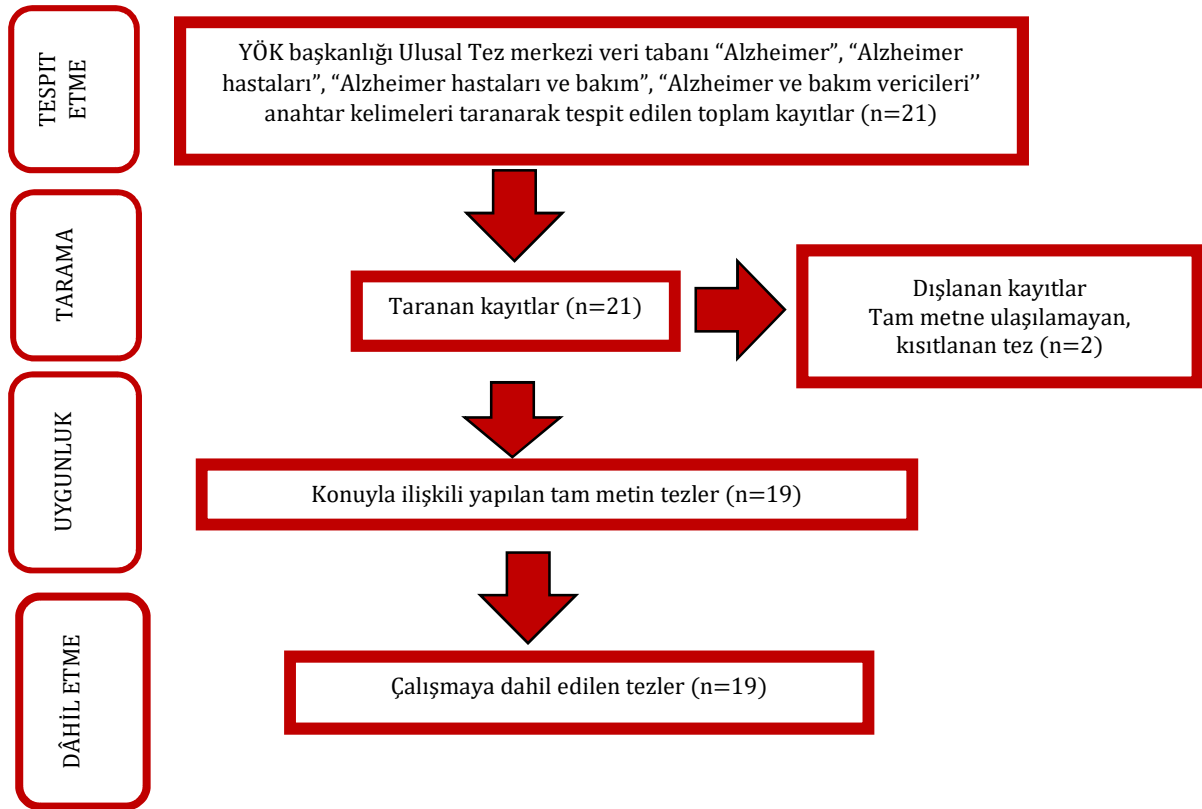 TESPIT
ETME
YÖK başkanlığı Ulusal Tez merkezi veri tabanı “Alzheimer”, “Alzheimer
hastaları”, “Alzheimer hastaları ve bakım”, “Alzheimer ve bakım vericileri’’
anahtar kelimeleri taranarak tespit edilen toplam kayıtlar (n=21)
TARAMA
Taranan kayıtlar (n=21)
Dışlanan kayıtlar
Tam metne ulaşılamayan,
kısıtlanan tez (n=2)
UYGUNLUK
Konuyla ilişkili yapılan tam metin tezler (n=19)
DÂHİL ETME
Çalışmaya dahil edilen tezler (n=19)